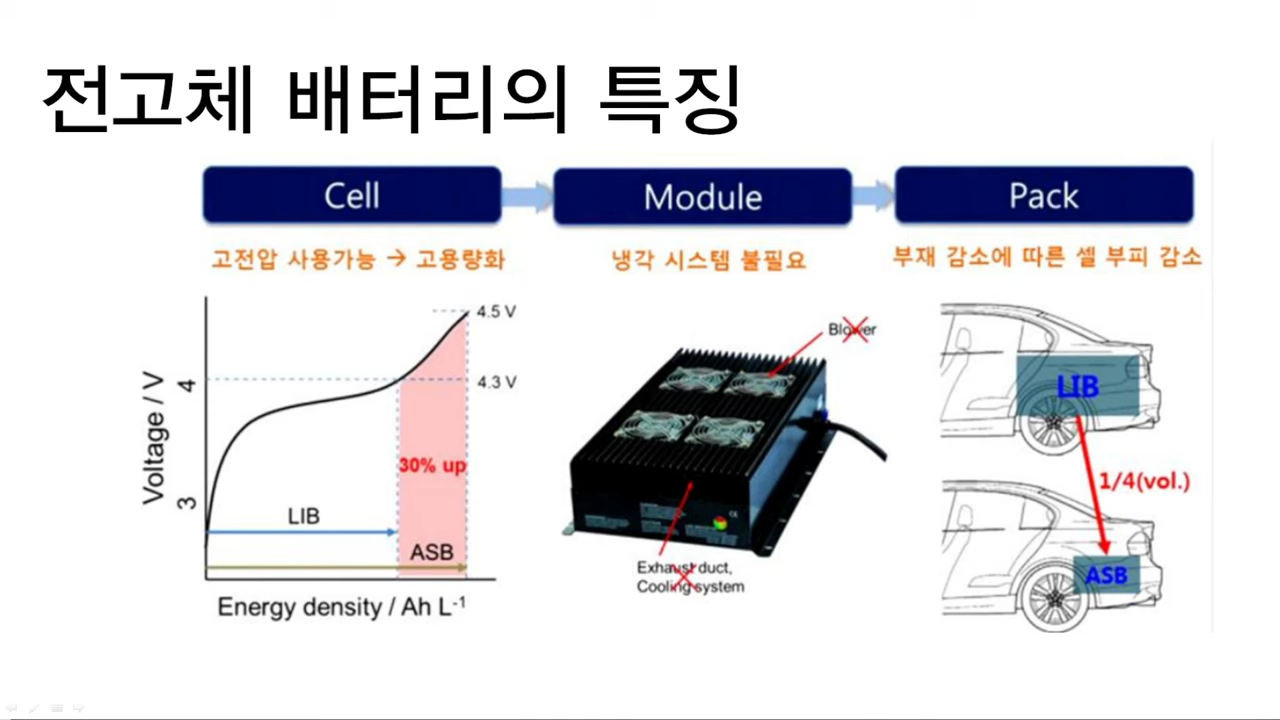 전고체 배터리의 특징
Cell
Module
Pack
고전압 사용가능 → 고용량화
냉각 시스템 불필요
부재 감소에 따른 셀 부피 감소
4.5 V
4.3 V
Voltage / V
4
3
30% up
LIB
ASB
Energy density / Ah L-1
Blower
Exhaust duct,
Cooling system
LIB
1/4(vol.)
ASB